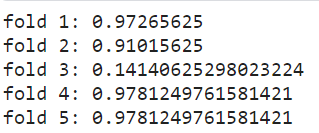 fold 1: 0.97265625
fold 2: 0.91015625
fold 3: 0.14140625298023224
fold 4: 0.9781249761581421
fold 5: 0.9781249761581421